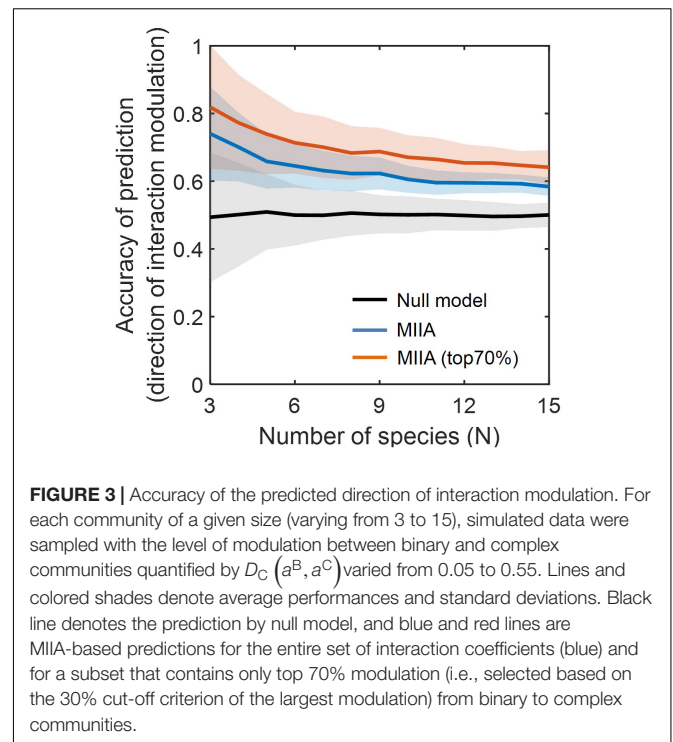 Accuracy of prediction
(direction of interaction modulation)
1
0.8
0.6
0.4
0.2
0
Null model
MIIA
MIIA (top70%)
3 6 9 12 15
Number of species (N)
FIGURE 3 | Accuracy of the predicted direction of interaction modulation. For
each community of a given size (varying from 3 to 15), simulated data were
sampled with the level of modulation between binary and complex
communities quantified by D_C (a^B, a^C) varied from 0.05 to 0.55. Lines and
colored shades denote average performances and standard deviations. Black
line denotes the prediction by null model, and blue and red lines are
MIIA-based predictions for the entire set of interaction coefficients (blue) and
for a subset that contains only top 70% modulation (i.e., selected based on
the 30% cut-off criterion of the largest modulation) from binary to complex
communities.